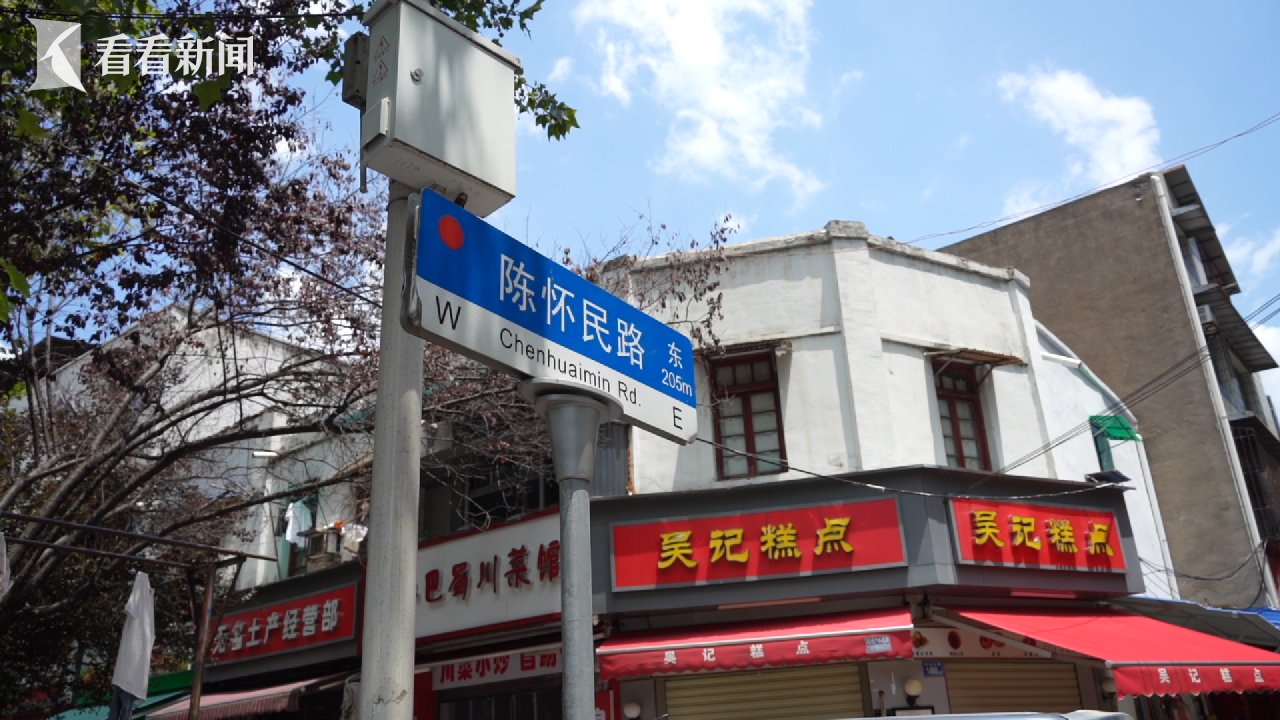 看看新闻
陈怀民路
东
205m
W
Chenhuaimin Rd.
E
吴记糕点
吴记糕点
巴蜀川菜馆
土产经营部
川菜小炒
吴记糕点
吴记糕点